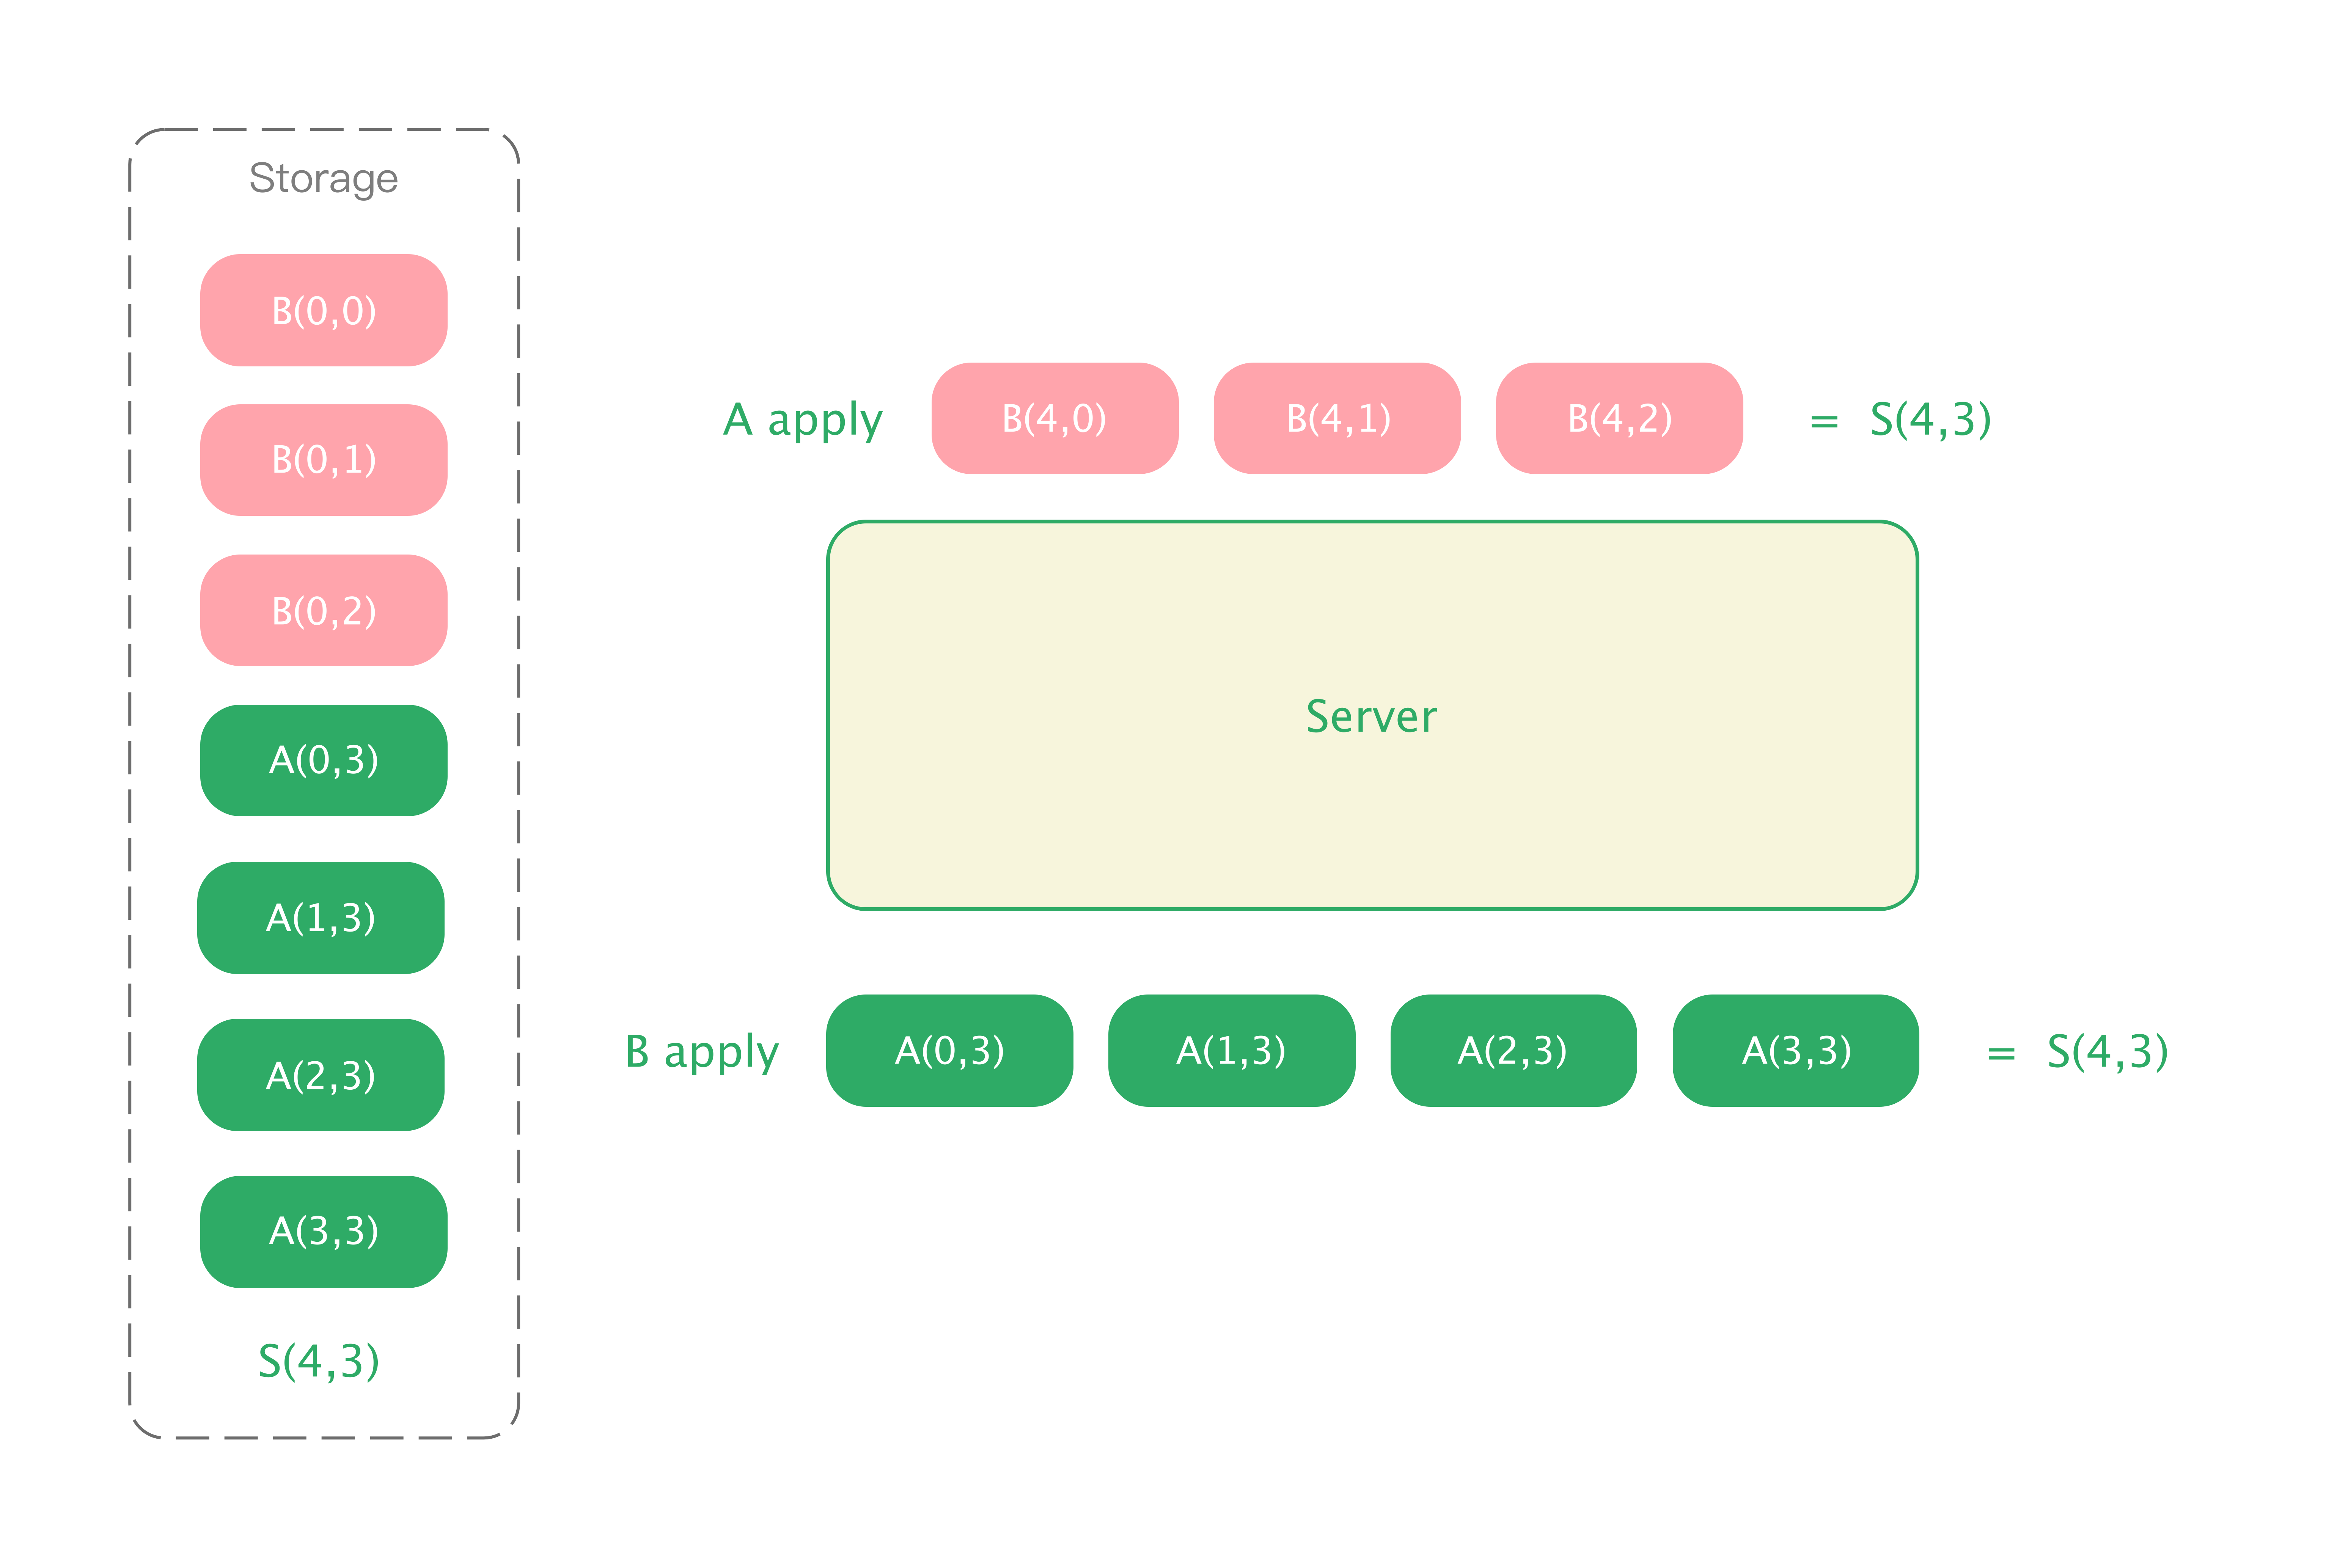 Storage
B(0,0)
B(0,1)
B(0,2)
A(0,3)
A(1,3)
A(2,3)
A(3,3)
S(4,3)
A apply B(4,0) B(4,1) B(4,2) = S(4,3)
Server
B apply A(0,3) A(1,3) A(2,3) A(3,3) = S(4,3)